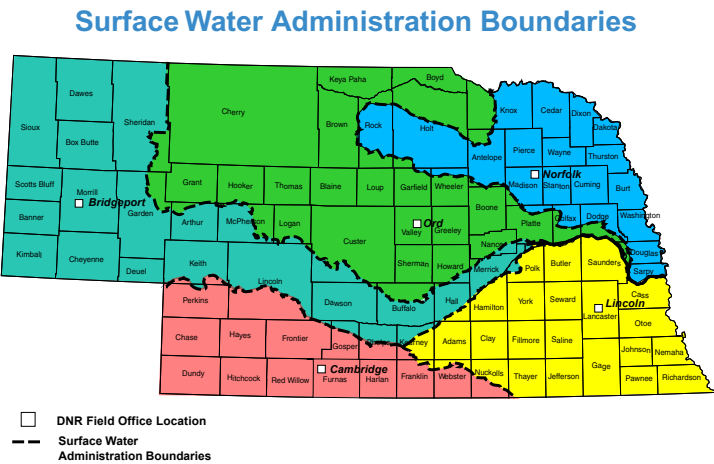 Surface Water Administration Boundaries
Keya Paha
Boyd
Dawes
Sheridan
Cherry
Knox
Cedar
Dixon
Sioux
Brown
Rock
Holt
Dakota
Box Butte
Antelope
Pierce
Wayne
Thurston
Scotts Bluff
Morrill
Grant
Hooker
Thomas
Blaine
Loup
Garfield
Wheeler
Norfolk
Madison
Stanton
Cuming
Burt
Bridgeport
Garden
Banner
Arthur
McPherson
Logan
Custer
Valley
Ord
Greeley
Boone
Platte
Colfax
Dodge
Washington
Nance
Kimball
Cheyenne
Deuel
Keith
Lincoln
Sherman
Howard
Merrick
Polk
Butler
Saunders
Douglas
Sarpy
Perkins
Dawson
Buffalo
Hall
Hamilton
York
Seward
Lincoln
Lancaster
Cass
Otoe
Chase
Hayes
Frontier
Gosper
Phelps
Kearney
Adams
Clay
Fillmore
Saline
Johnson
Nemaha
Gage
Dundy
Hitchcock
Red Willow
Cambridge
Furnas
Harlan
Franklin
Webster
Nuckolls
Thayer
Jefferson
Pawnee
Richardson
DNR Field Office Location
Surface Water
Administration Boundaries